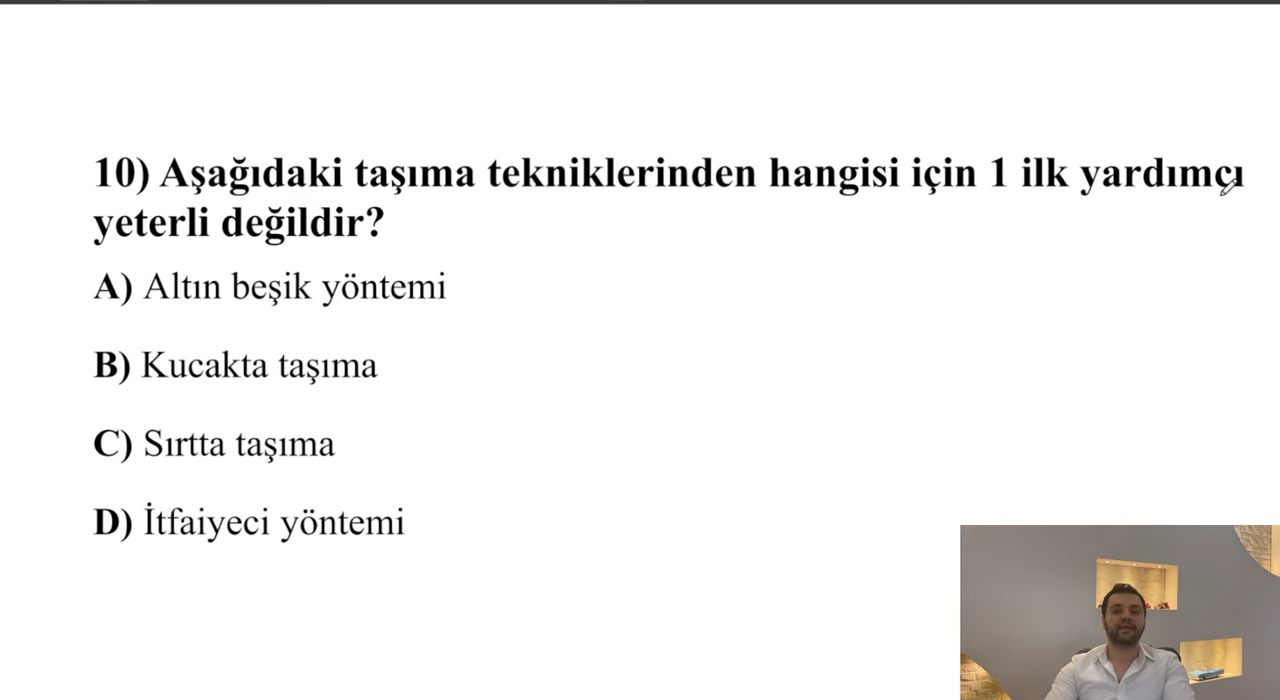 10) Aşağıdaki taşıma tekniklerinden hangisi için 1 ilk yardımçı
yeterli değildir?
A) Altın beşik yöntemi
B) Kucakta taşıma
C) Sırtta taşıma
D) İtfaiyeci yöntemi